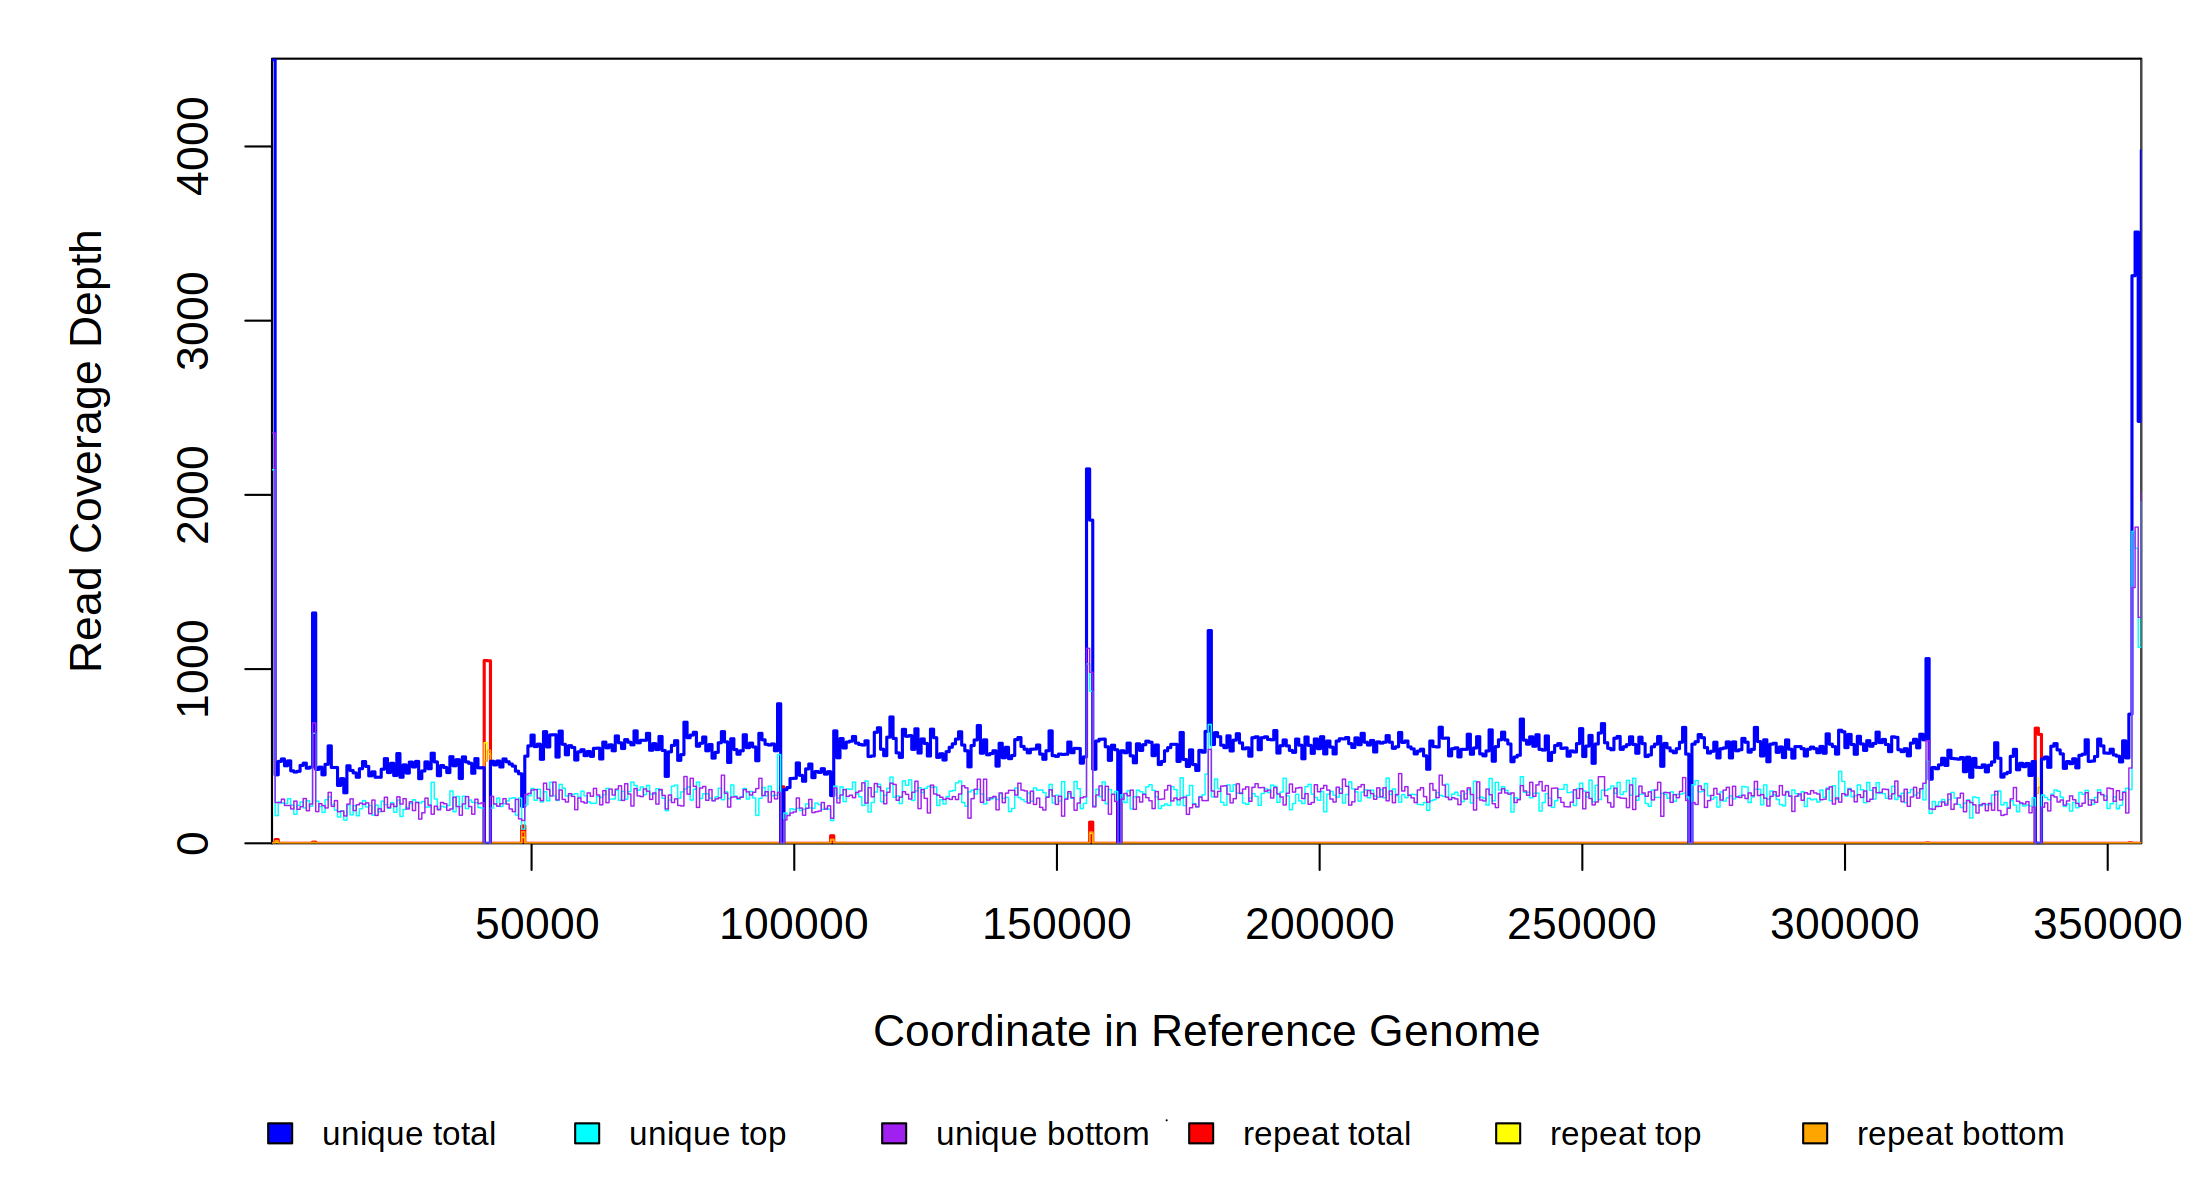 4000
3000
2000
1000
0
Read Coverage Depth
50000 100000 150000 200000 250000 300000 350000
Coordinate in Reference Genome
unique total unique top unique bottom repeat total repeat top repeat bottom